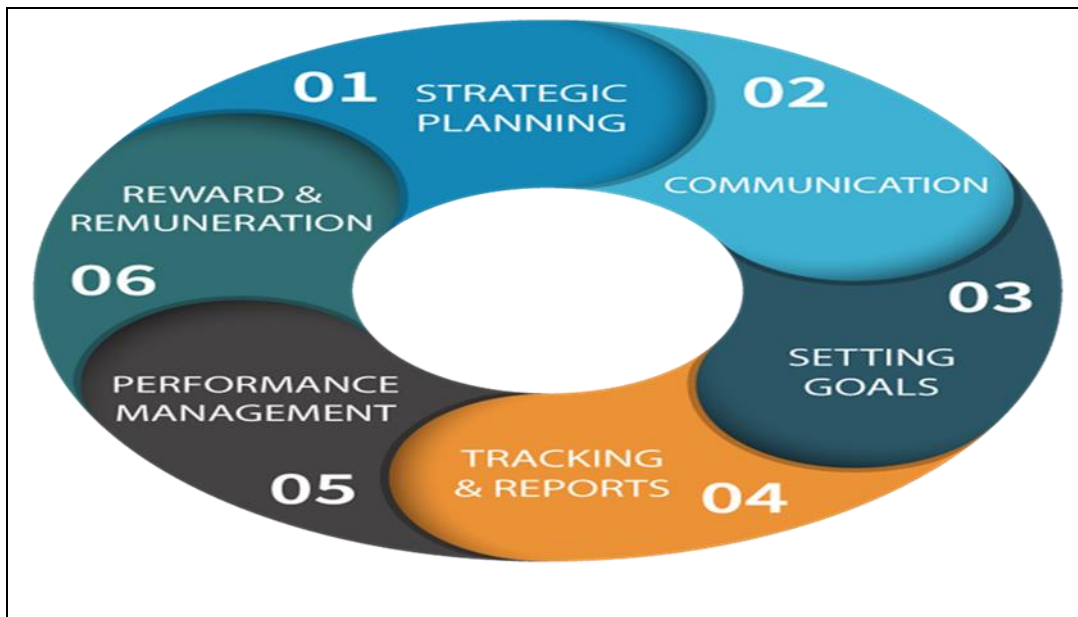 01
STRATEGIC
PLANNING
02
COMMUNICATION
03
SETTING
GOALS
04
TRACKING
& REPORTS
05
PERFORMANCE
MANAGEMENT
06
REWARD &
REMUNERATION